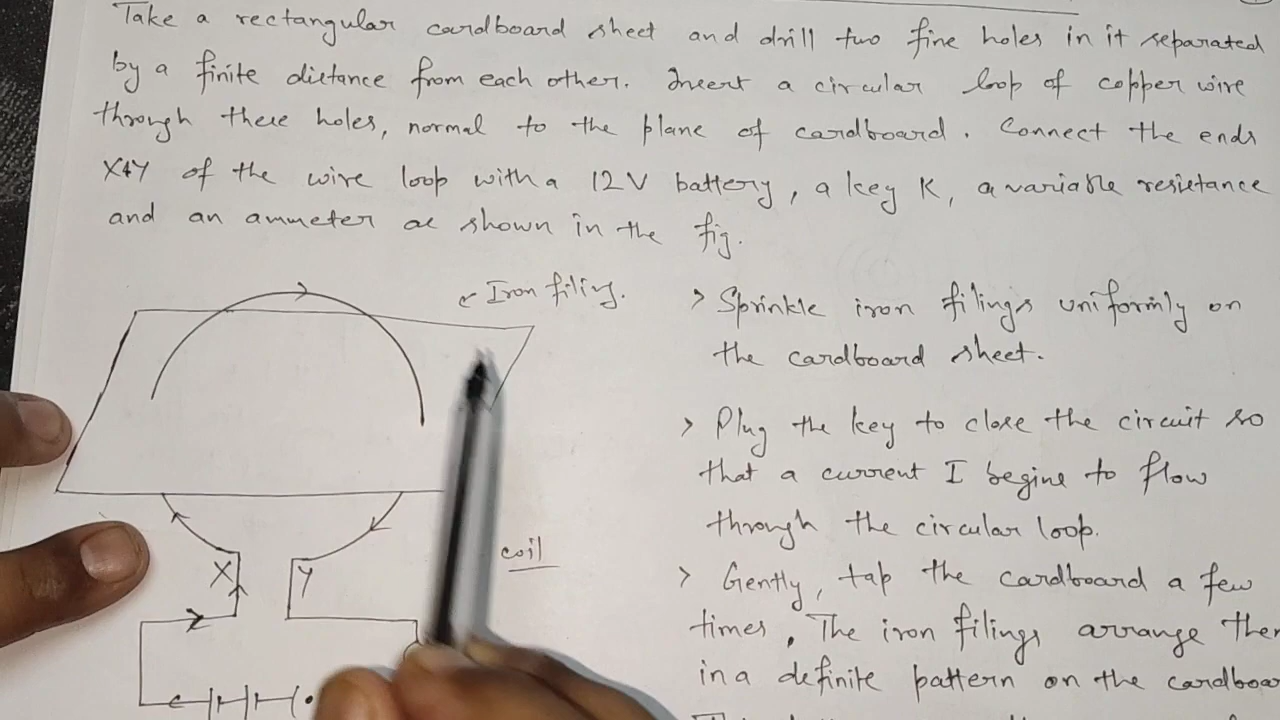 Take a rectangular cardboard sheet and drill two fine holes in it separated
by a finite distance from each other. Insert a circular loop of copper wire
through these holes, normal to the plane of cardboard. Connect the ends
X&Y of the wire loop with a 12V battery, a key K, a variable resistance
and an ammeter as shown in the fig.
Iron filing.
> Sprinkle iron filings uniformly on
the cardboard sheet.
> Plug the key to close the circuit so
that a current I begins to flow
through the circular loop.
coil
X
Y
> Gently, tap the cardboard a few
times. The iron filings arrange them
in a definite pattern on the cardboar